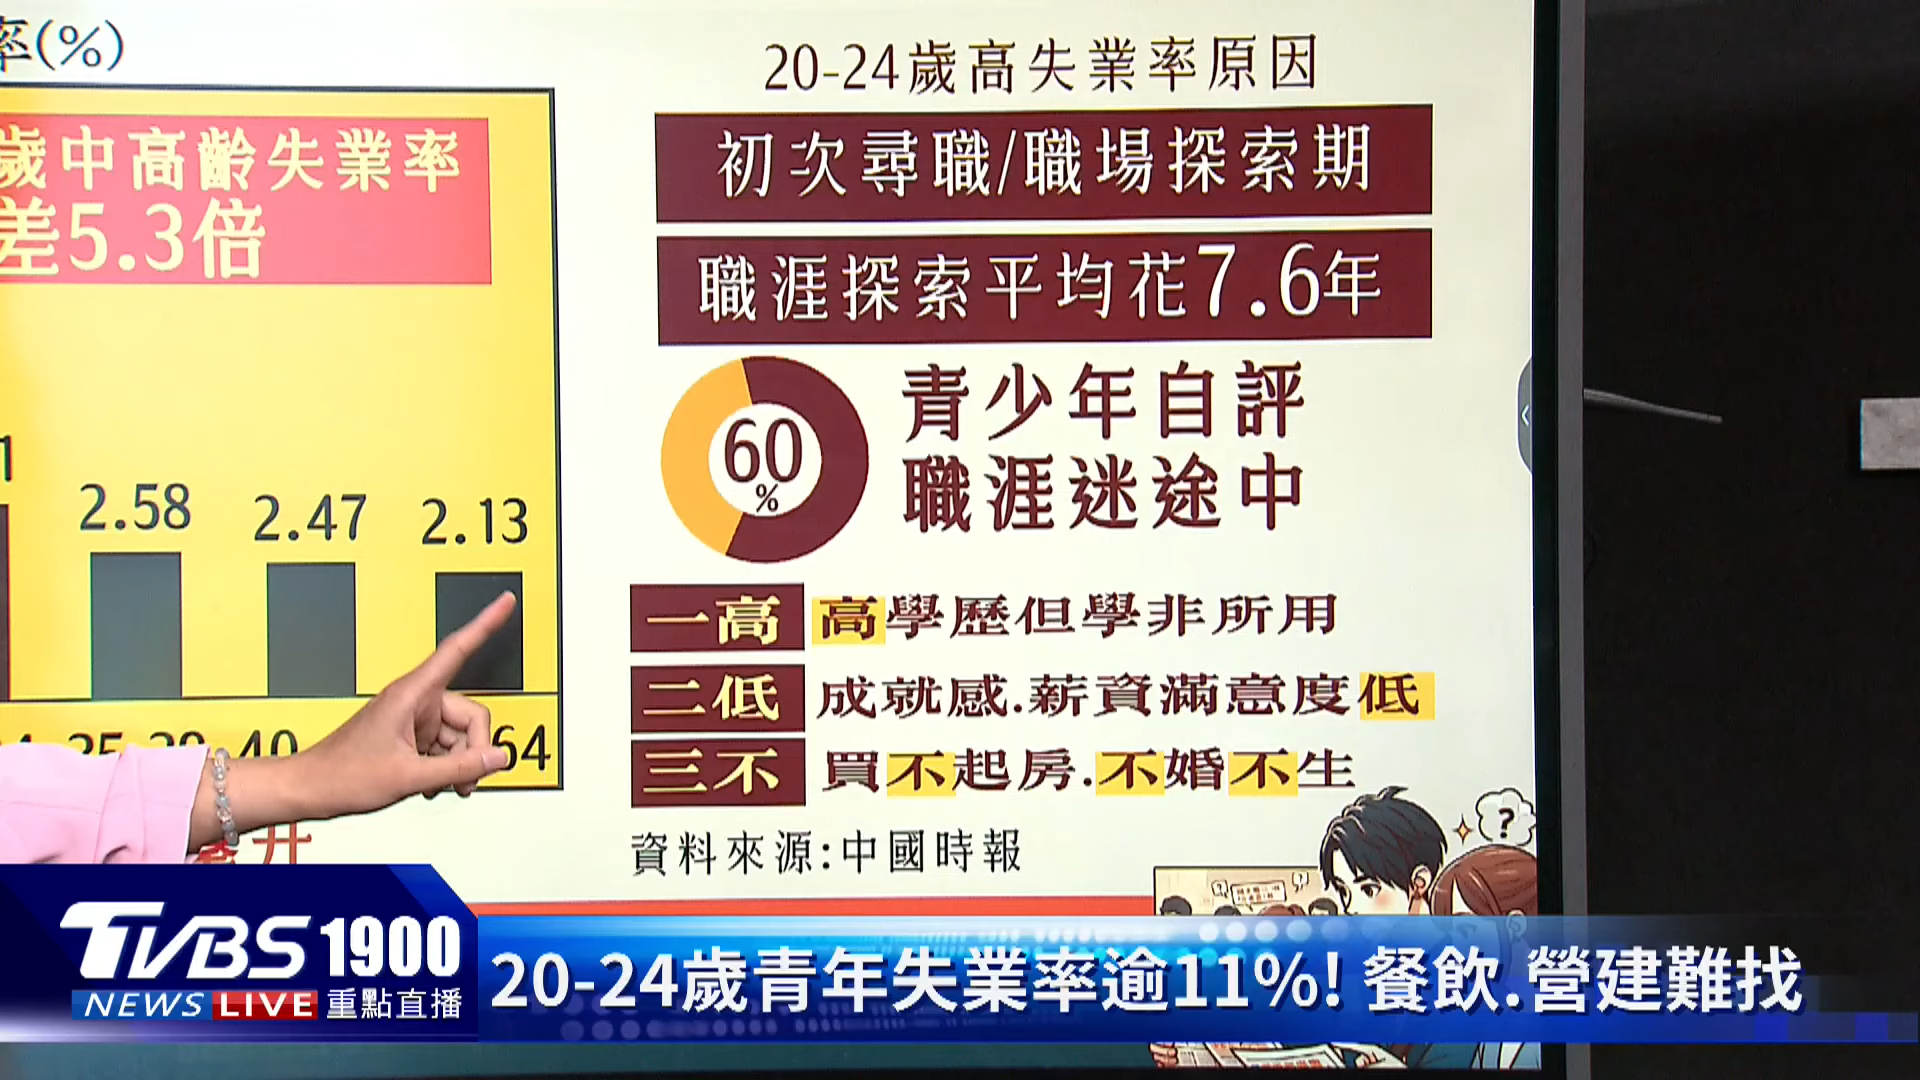 率(%)
歲中高齡失業率
差5.3倍
2.58
2.47
2.13
64
20-24歲高失業率原因
初次尋職/職場探索期
職涯探索平均花7.6年
60%
青少年自評
職涯迷途中
一高 高學歷但學非所用
二低 成就感.薪資滿意度低
三不 買不起房.不婚不生
資料來源:中國時報
?
TVBS 1900
NEWS LIVE 重點直播
20-24歲青年失業率逾11%! 餐飲.營建難找